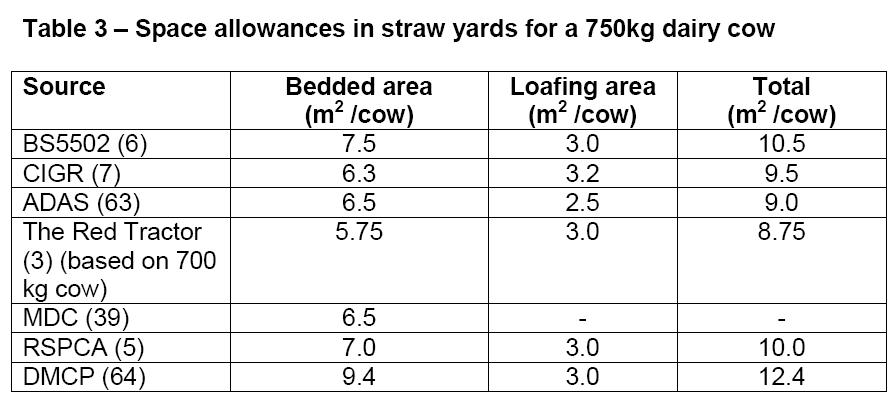 Table 3 – Space allowances in straw yards for a 750kg dairy cow
Source Bedded area (m² /cow) Loafing area (m² /cow) Total (m² /cow)
BS5502 (6) 7.5 3.0 10.5
CIGR (7) 6.3 3.2 9.5
ADAS (63) 6.5 2.5 9.0
The Red Tractor 5.75 3.0 8.75
(3) (based on 700
kg cow)
MDC (39) 6.5 - -
RSPCA (5) 7.0 3.0 10.0
DMCP (64) 9.4 3.0 12.4